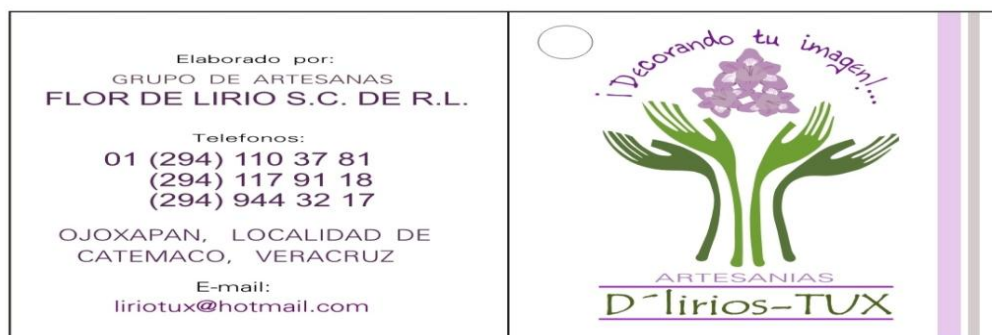 Elaborado por:
GRUPO DE ARTESANAS
FLOR DE LIRIO S.C. DE R.L.
Telefonos:
01 (294) 110 37 81
(294) 117 91 18
(294) 944 32 17
OJOXAPAN, LOCALIDAD DE
CATEMACO, VERACRUZ
E-mail:
liriotux@hotmail.com
¡Decorando tu imagen!...
ARTESANIAS
D´lirios-TUX